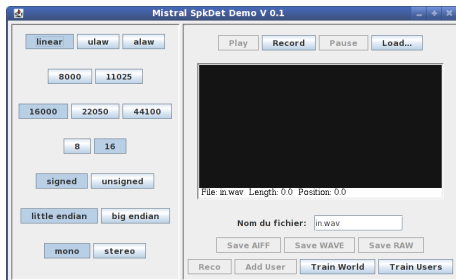 Mistral SpkDet Demo V 0.1
linear ulaw alaw
8000 11025
16000 22050 44100
8 16
signed unsigned
little endian big endian
mono stereo
Play Record Pause Load...
File: in.wav Length: 0.0 Position: 0.0
Nom du fichier: in.wav
Save AIFF Save WAVE Save RAW
Reco Add User Train World Train Users